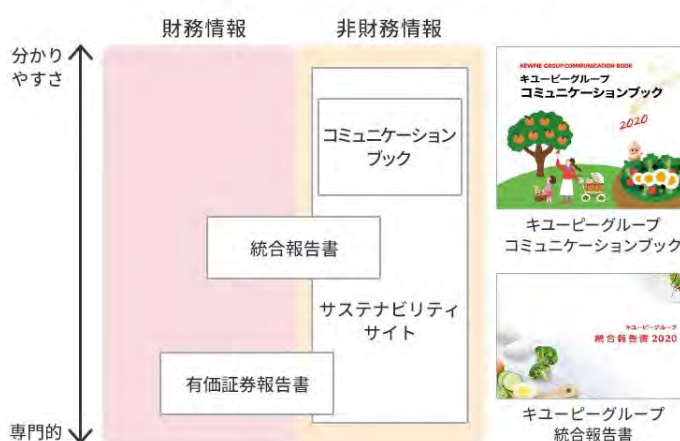 財務情報
非財務情報
分かり
やすさ
コミュニケーション
ブック
統合報告書
サステナビリティ
サイト
有価証券報告書
専門的
KEWPIE GROUP COMMUNICATION BOOK
キユーピーグループ
コミュニケーションブック
2020
キユーピーグループ
コミュニケーションブック
キユーピーグループ
統合報告書 2020
キユーピーグループ
統合報告書